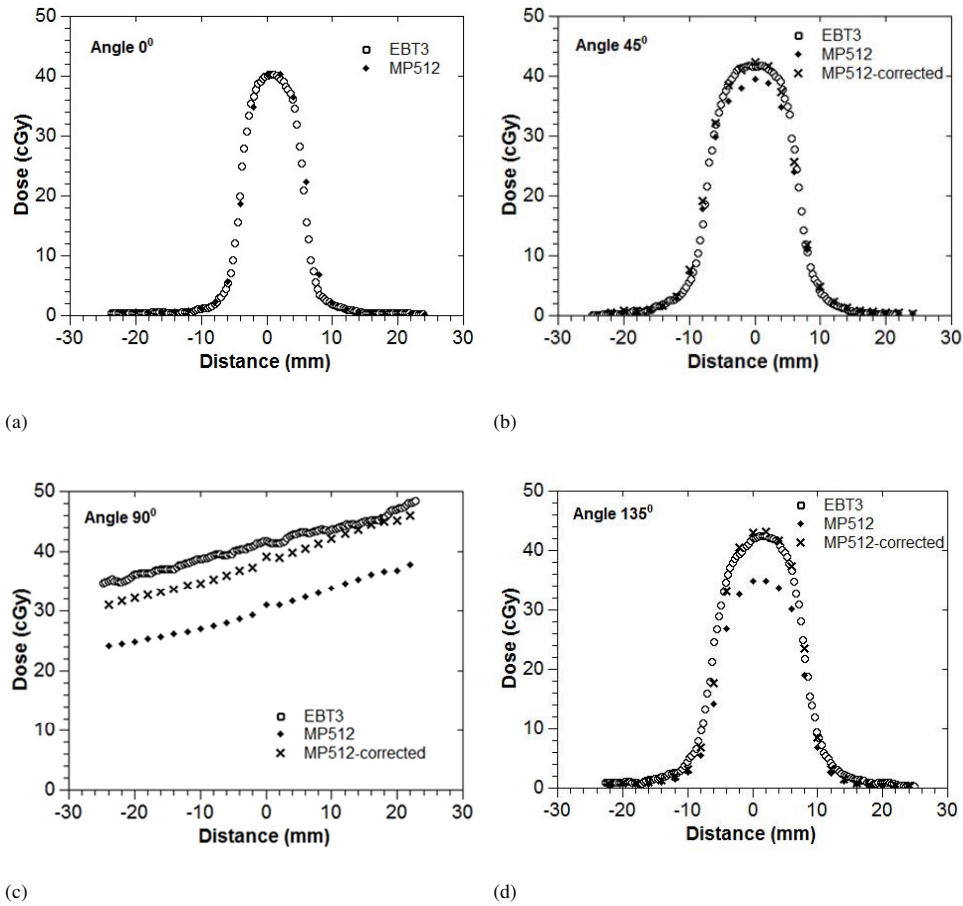 50
40
30
20
10
0
Dose (cGy)
Angle 0⁰
EBT3
MP512
-30 -20 -10 0 10 20 30
Distance (mm)
(a)
50
40
30
20
10
0
Dose (cGy)
Angle 45⁰
EBT3
MP512
MP512-corrected
-30 -20 -10 0 10 20 30
Distance (mm)
(b)
50
40
30
20
10
0
Dose (cGy)
Angle 90⁰
EBT3
MP512
MP512-corrected
-30 -20 -10 0 10 20 30
Distance (mm)
(c)
50
40
30
20
10
0
Dose (cGy)
Angle 135⁰
EBT3
MP512
MP512-corrected
-30 -20 -10 0 10 20 30
Distance (mm)
(d)